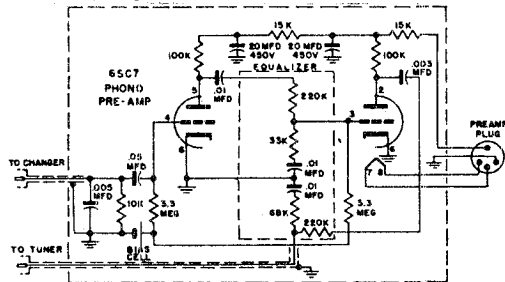 15K
15K
100K
20 MFD
450V
20 MFD
450V
100K
6SC7
PHONO
PRE-AMP
5
.01
MFD
EQUALIZER
2
.003
MFD
220K
4
3
33K
PREAMP
PLUG
6
.01
MFD
6
7 8
TO CHANGER
.05
MFD
.01
MFD
.005
MFD
3.3
MEG
68K
220K
3.3
MEG
BIAS
CELL
TO TUNER